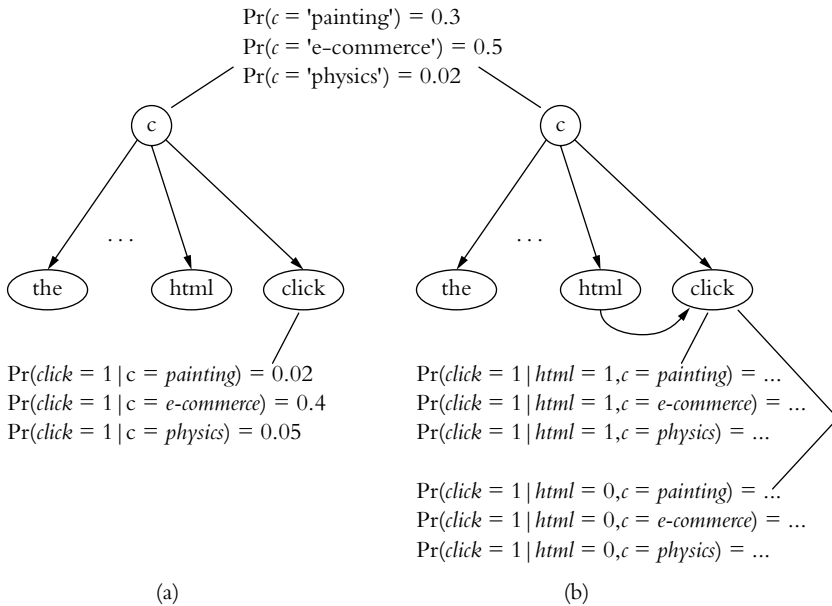 Pr(c = 'painting') = 0.3
Pr(c = 'e-commerce') = 0.5
Pr(c = 'physics') = 0.02
c
c
...
...
the
html
click
the
html
click
Pr(click = 1 | c = painting) = 0.02
Pr(click = 1 | c = e-commerce) = 0.4
Pr(click = 1 | c = physics) = 0.05
Pr(click = 1 | html = 1,c = painting) = ...
Pr(click = 1 | html = 1,c = e-commerce) = ...
Pr(click = 1 | html = 1,c = physics) = ...
Pr(click = 1 | html = 0,c = painting) = ...
Pr(click = 1 | html = 0,c = e-commerce) = ...
Pr(click = 1 | html = 0,c = physics) = ...
(a)
(b)